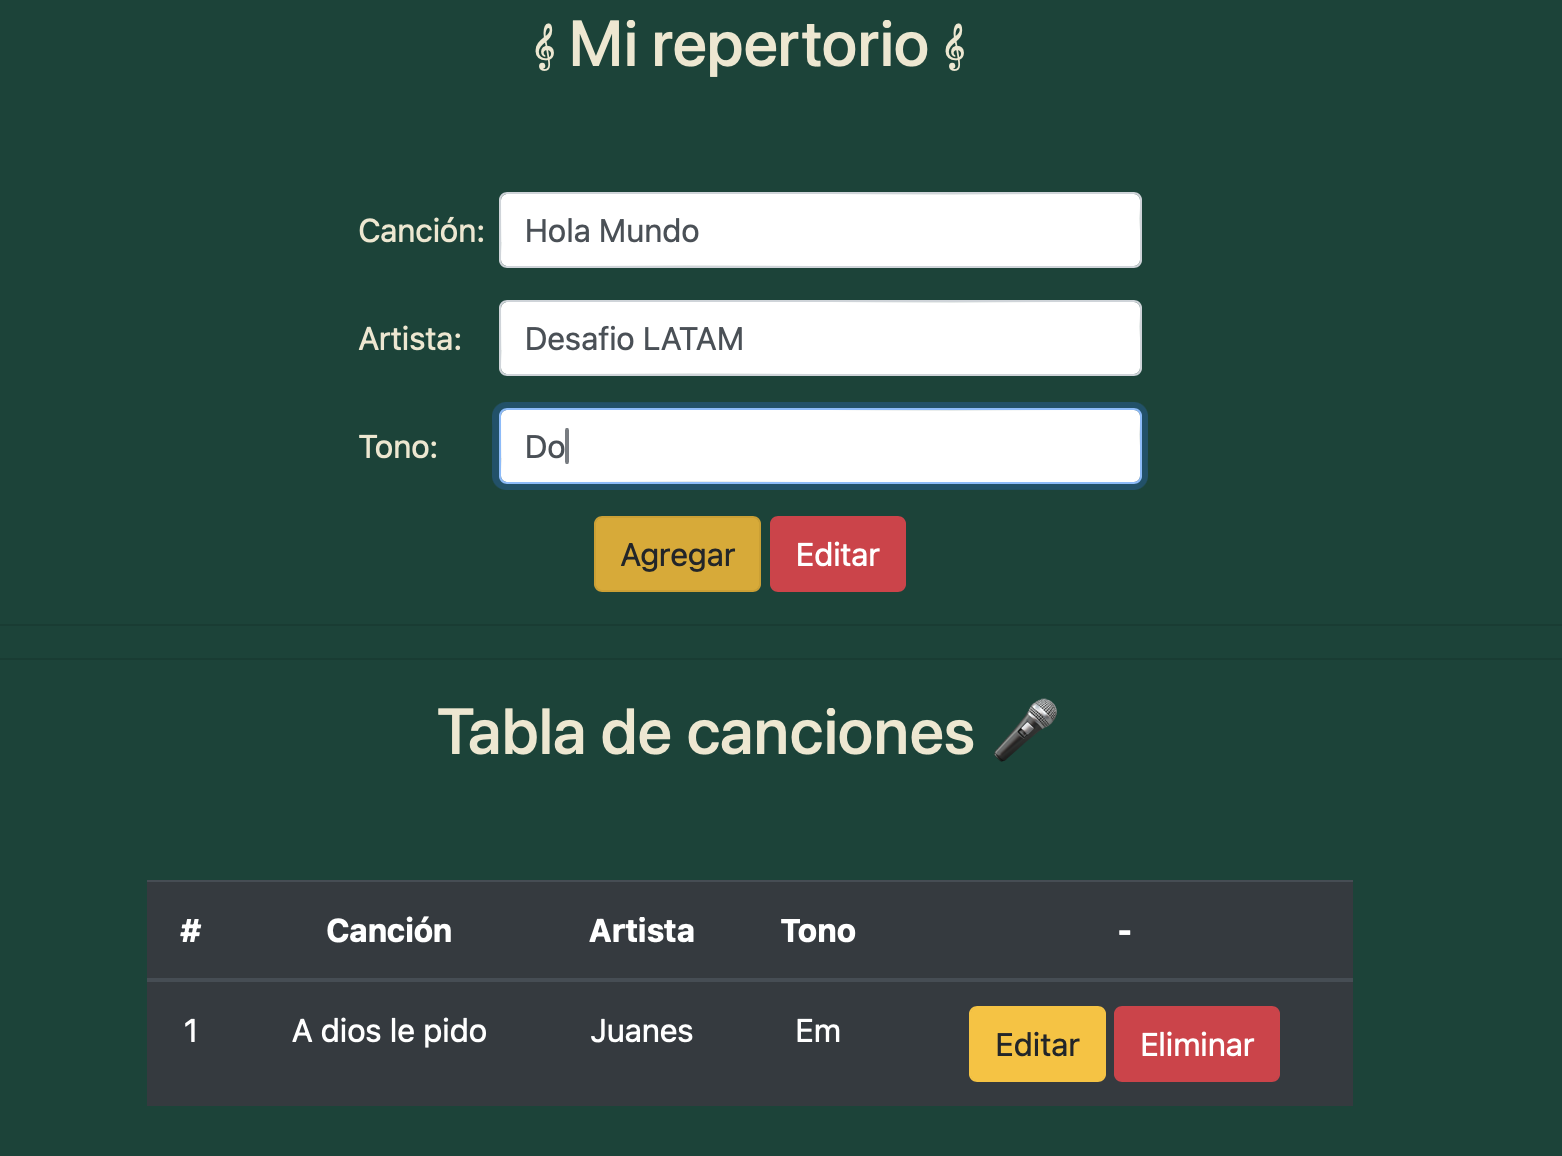 𝄞 Mi repertorio 𝄞
Canción: Hola Mundo
Artista: Desafio LATAM
Tono: Do
Agregar Editar
Tabla de canciones 🎤
# Canción Artista Tono -
1 A dios le pido Juanes Em Editar Eliminar